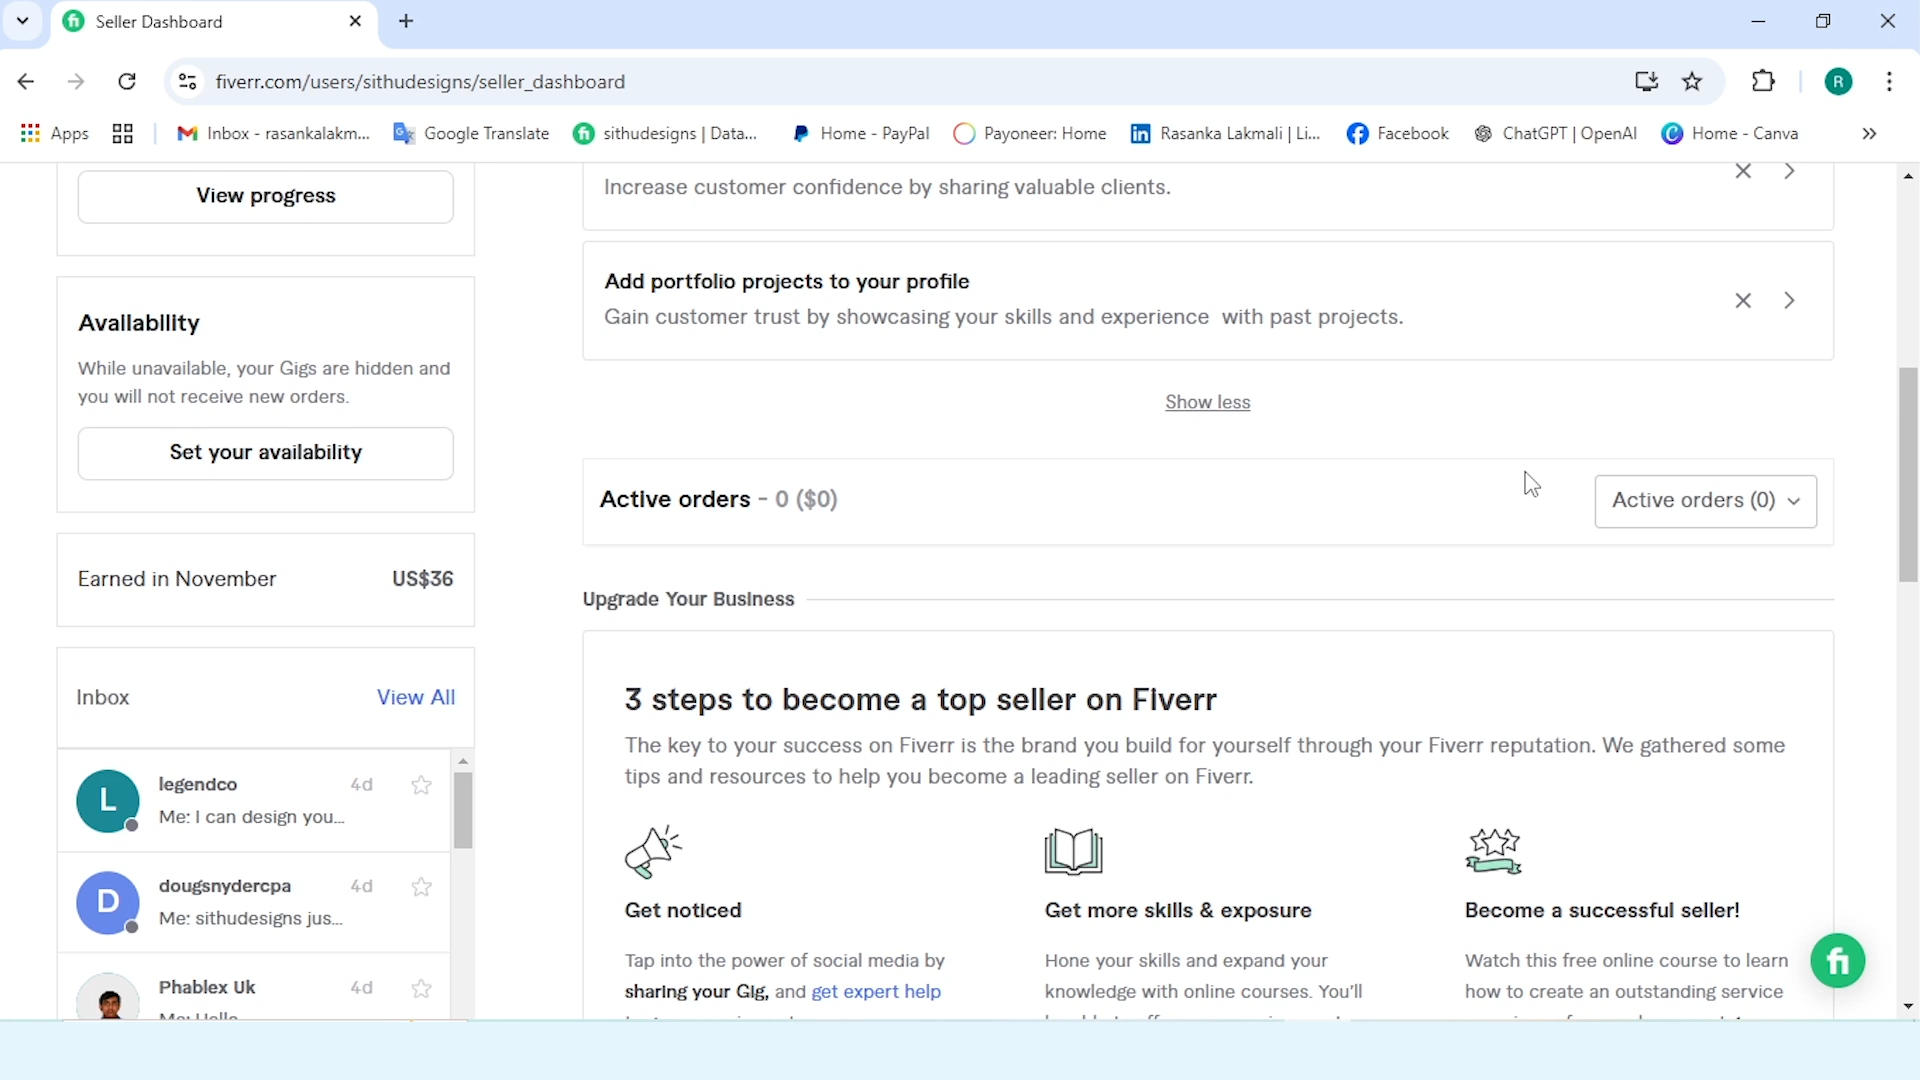 Seller Dashboard
fiverr.com/users/sithudesigns/seller_dashboard
R
Apps
Inbox - rasankalakm...
Google Translate
sithudesigns | Data...
Home - PayPal
Payoneer: Home
Rasanka Lakmali | Li...
Facebook
ChatGPT | OpenAI
Home - Canva
View progress
Availability
While unavailable, your Gigs are hidden and
you will not receive new orders.
Set your availability
Earned in November US$36
Inbox View All
L
legendco 4d
Me: I can design you...
D
dougsnydercpa 4d
Me: sithudesigns jus...
Phablex Uk 4d
Increase customer confidence by sharing valuable clients.
Add portfolio projects to your profile
Gain customer trust by showcasing your skills and experience with past projects.
Show less
Active orders - 0 ($0)
Active orders (0)
Upgrade Your Business
3 steps to become a top seller on Fiverr
The key to your success on Fiverr is the brand you build for yourself through your Fiverr reputation. We gathered some
tips and resources to help you become a leading seller on Fiverr.
Get noticed
Tap into the power of social media by
sharing your Gig, and get expert help
Get more skills & exposure
Hone your skills and expand your
knowledge with online courses. You'll
Become a successful seller!
Watch this free online course to learn
how to create an outstanding service
fi